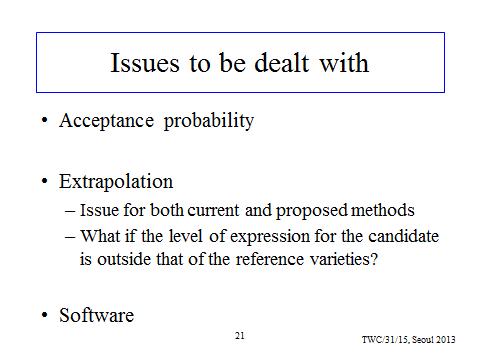 Issues to be dealt with
• Acceptance probability
• Extrapolation
– Issue for both current and proposed methods
– What if the level of expression for the candidate
is outside that of the reference varieties?
• Software
21
TWC/31/15, Seoul 2013